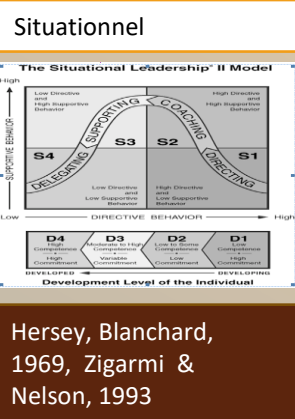 Situationnel
The Situational Leadership® II Model
High
SUPPORTIVE BEHAVIOR
Low Directive
and
High Supportive
Behavior
High Directive
and
High Supportive
Behavior
SUPPORTING
COACHING
S3
S2
S4
S1
DELEGATING
DIRECTING
Low Directive
and
Low Supportive
Behavior
High Directive
and
Low Supportive
Behavior
Low
DIRECTIVE BEHAVIOR
High
D4
High
Competence
High
Commitment
D3
Moderate to High
Competence
Variable
Commitment
D2
Low to Some
Competence
Low
Commitment
D1
Low
Competence
High
Commitment
DEVELOPED
DEVELOPING
Development Level of the Individual
Hersey, Blanchard,
1969, Zigarmi &
Nelson, 1993